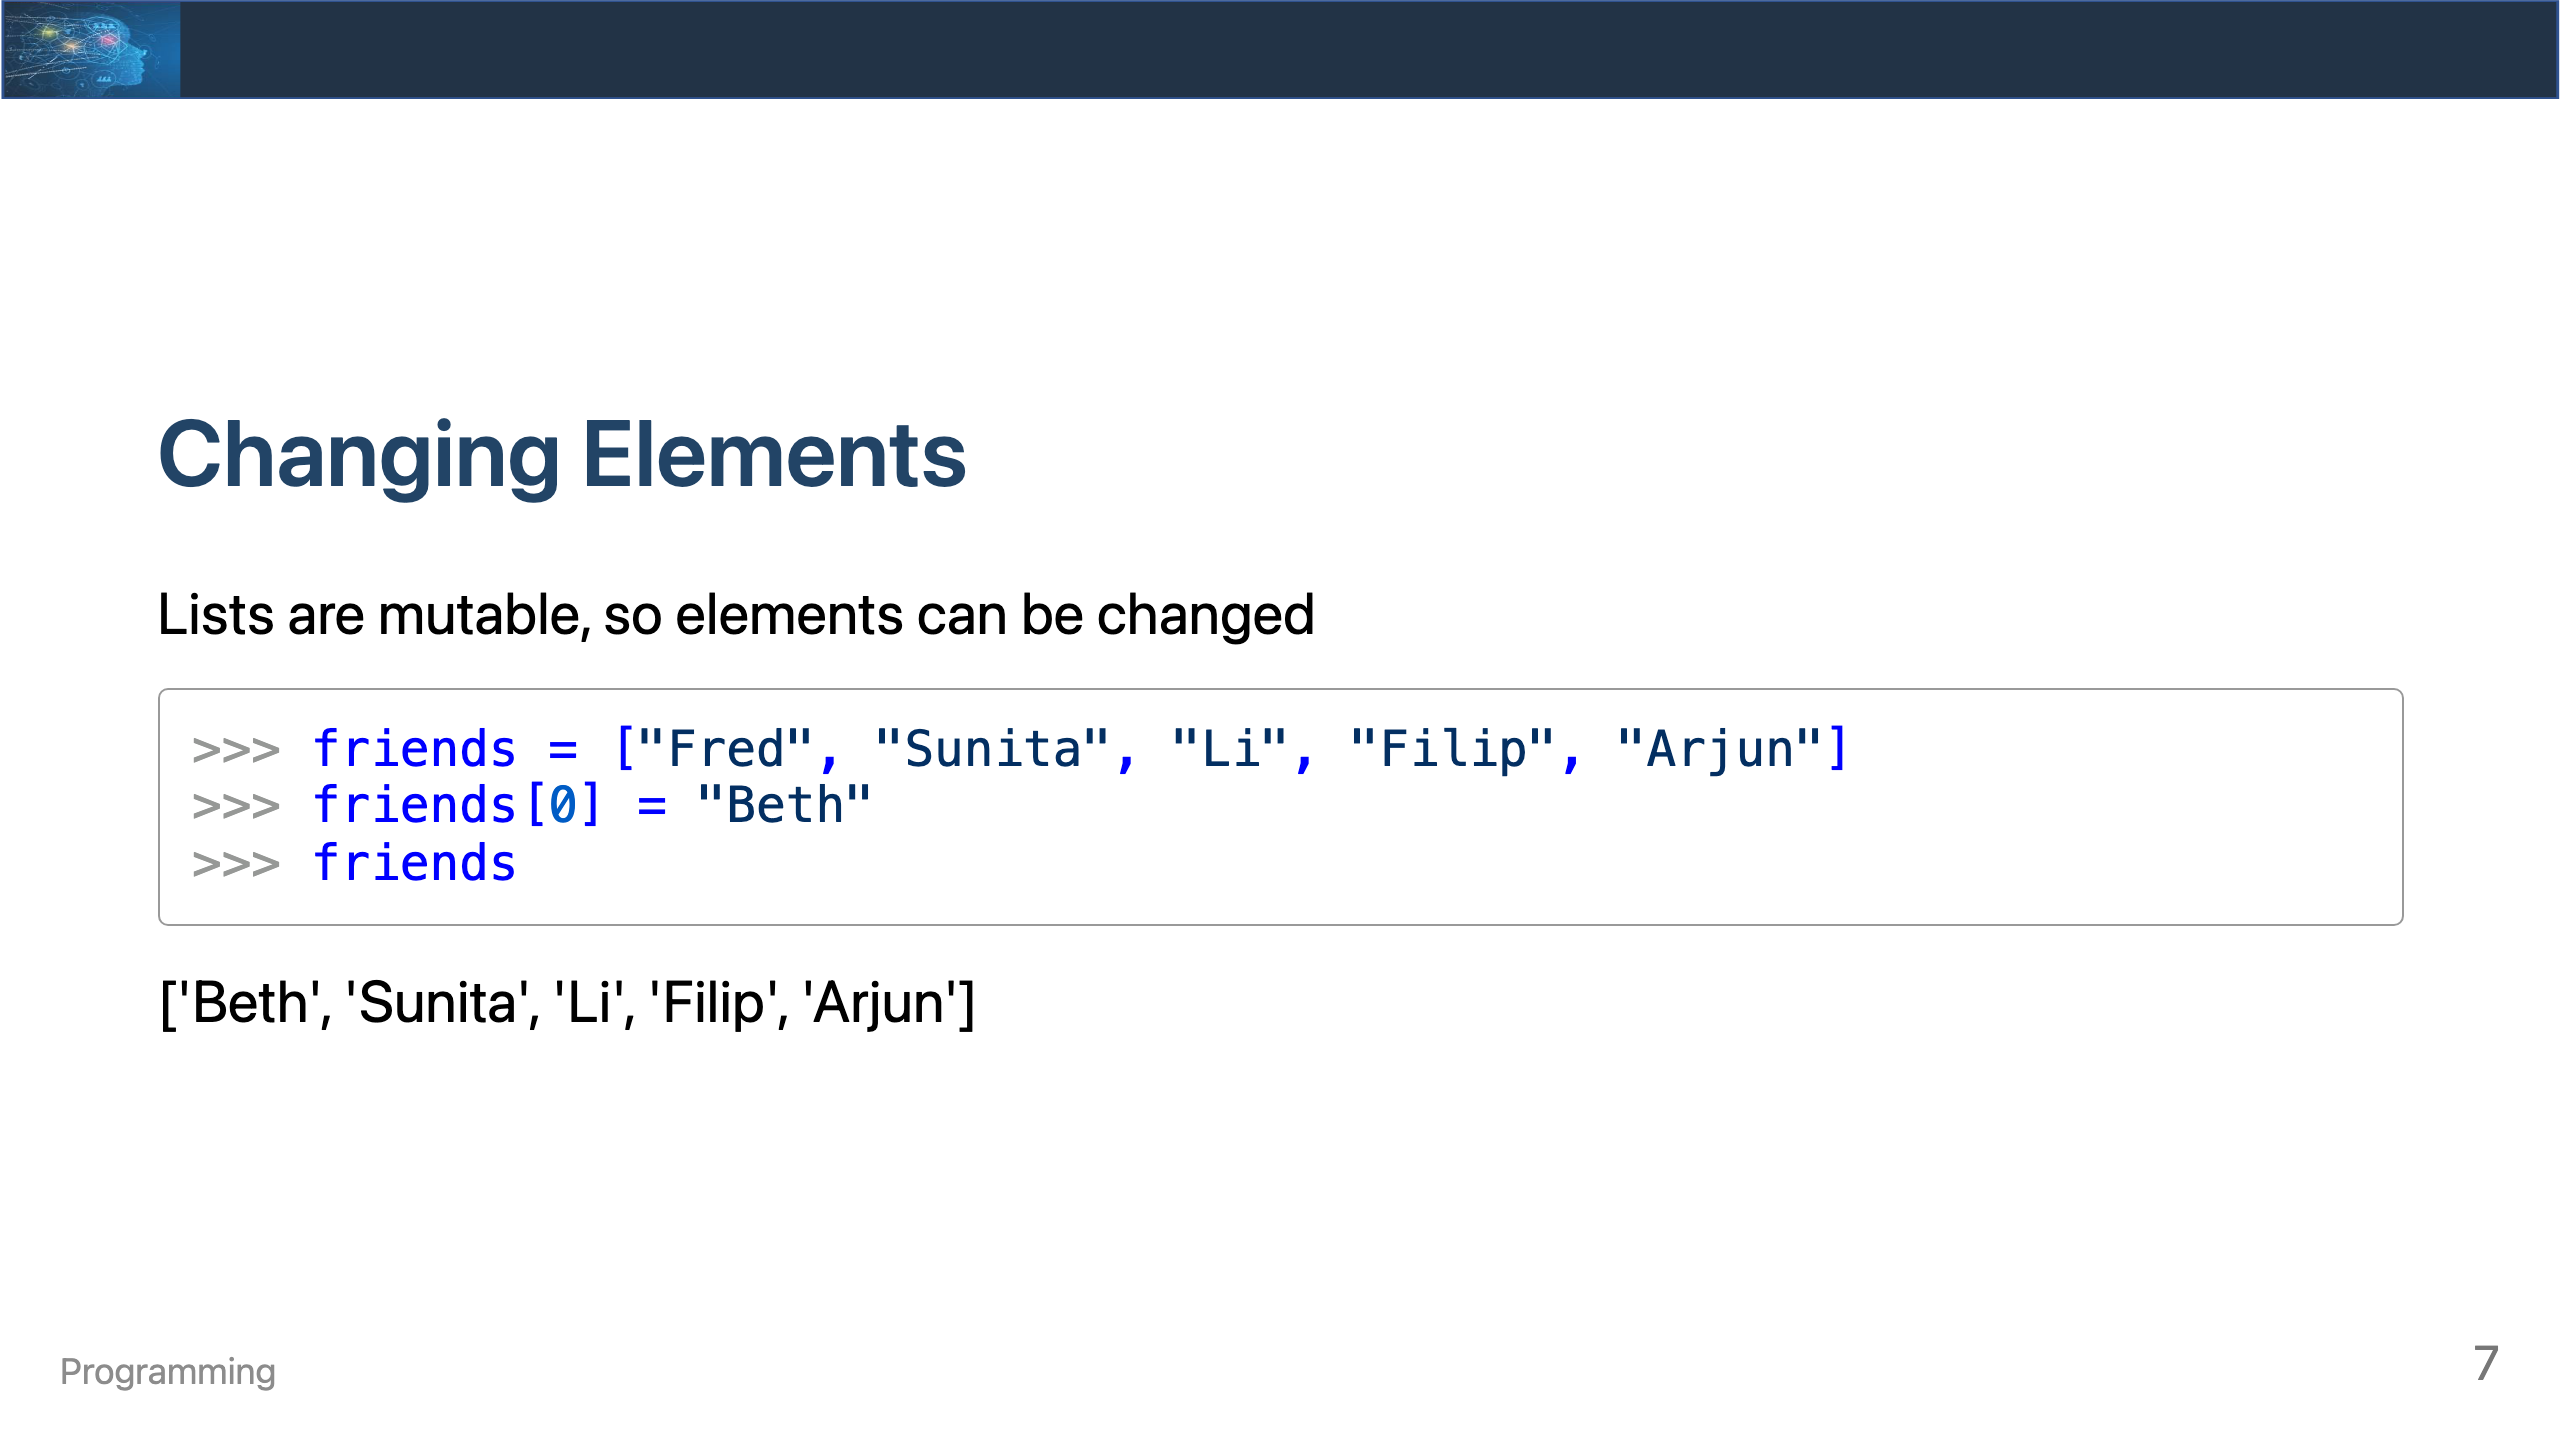 Changing Elements
Lists are mutable, so elements can be changed
>>> friends = ["Fred", "Sunita", "Li", "Filip", "Arjun"]
>>> friends[0] = "Beth"
>>> friends
['Beth', 'Sunita', 'Li', 'Filip', 'Arjun']
Programming
7